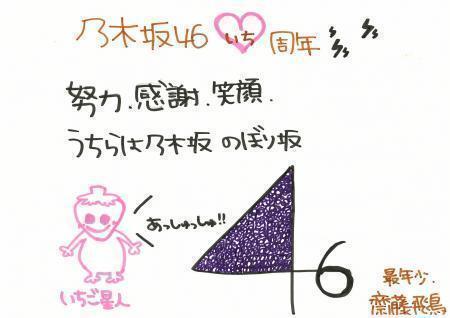 乃木坂46 いち 周年
努力、感謝、笑顔、
うちらは乃木坂 のぼり坂
あっしゅっしゅ!!
46
いちご星人
最年少、
齋藤飛鳥